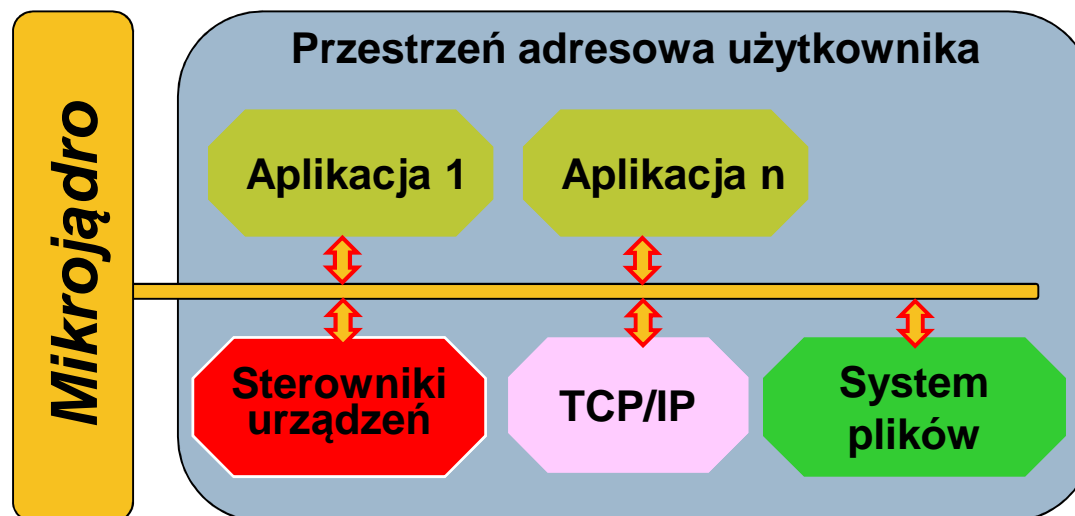 Mikrojądro
Przestrzeń adresowa użytkownika
Aplikacja 1
Aplikacja n
Sterowniki
urządzeń
TCP/IP
System
plików